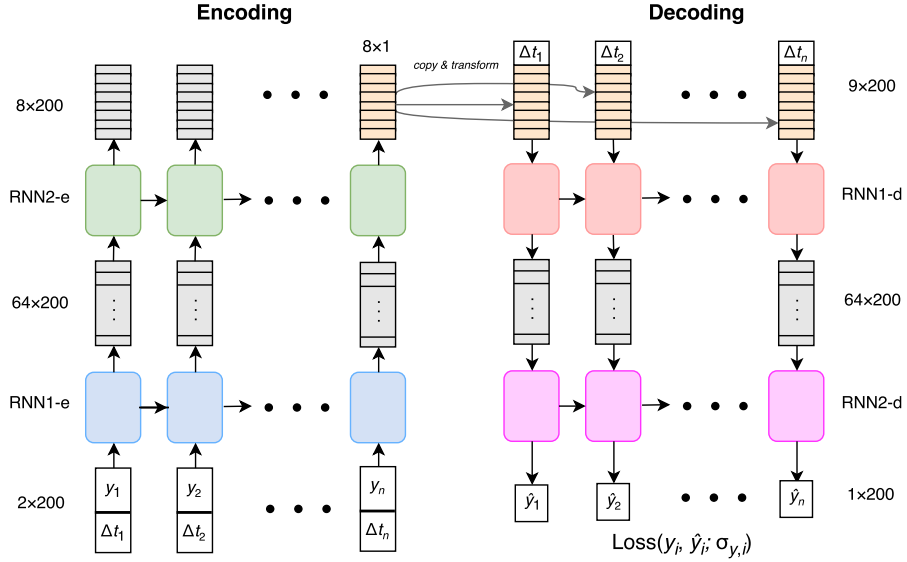 Encoding
Decoding
8×1
copy & transform
Δt₁ Δt₂ Δtₙ
8×200
9×200
RNN2-e
RNN1-d
64×200
64×200
RNN1-e
RNN2-d
2×200
y₁ y₂ yₙ
Δt₁ Δt₂ Δtₙ
ŷ₁ ŷ₂ ŷₙ
1×200
Loss(yᵢ, ŷᵢ; σ_{y,i})